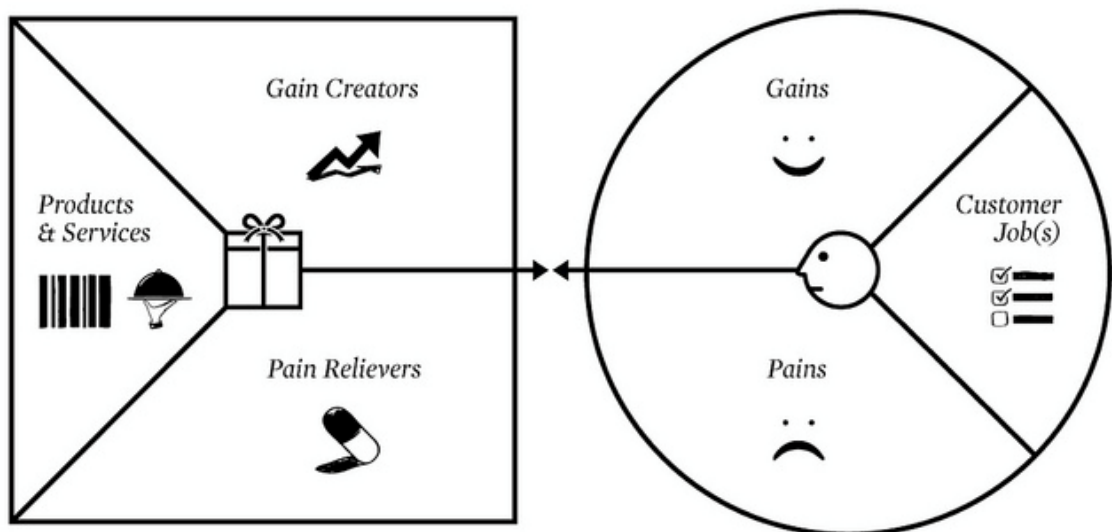 Gain Creators
Products
& Services
Pain Relievers
Gains
Customer
Job(s)
Pains